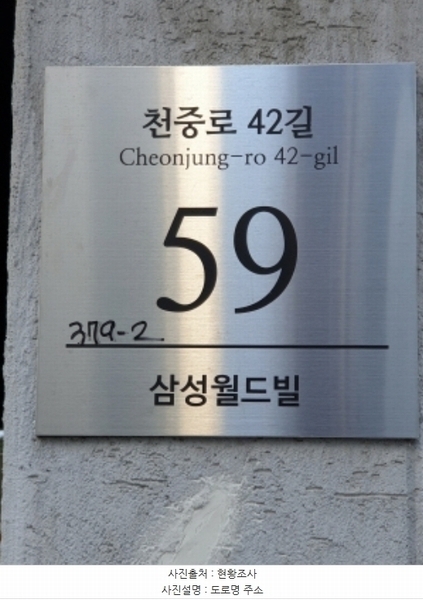 천중로 42길
Cheonjung-ro 42-gil
59
379-2
삼성월드빌
사진출처 : 현황조사
사진설명 : 도로명 주소